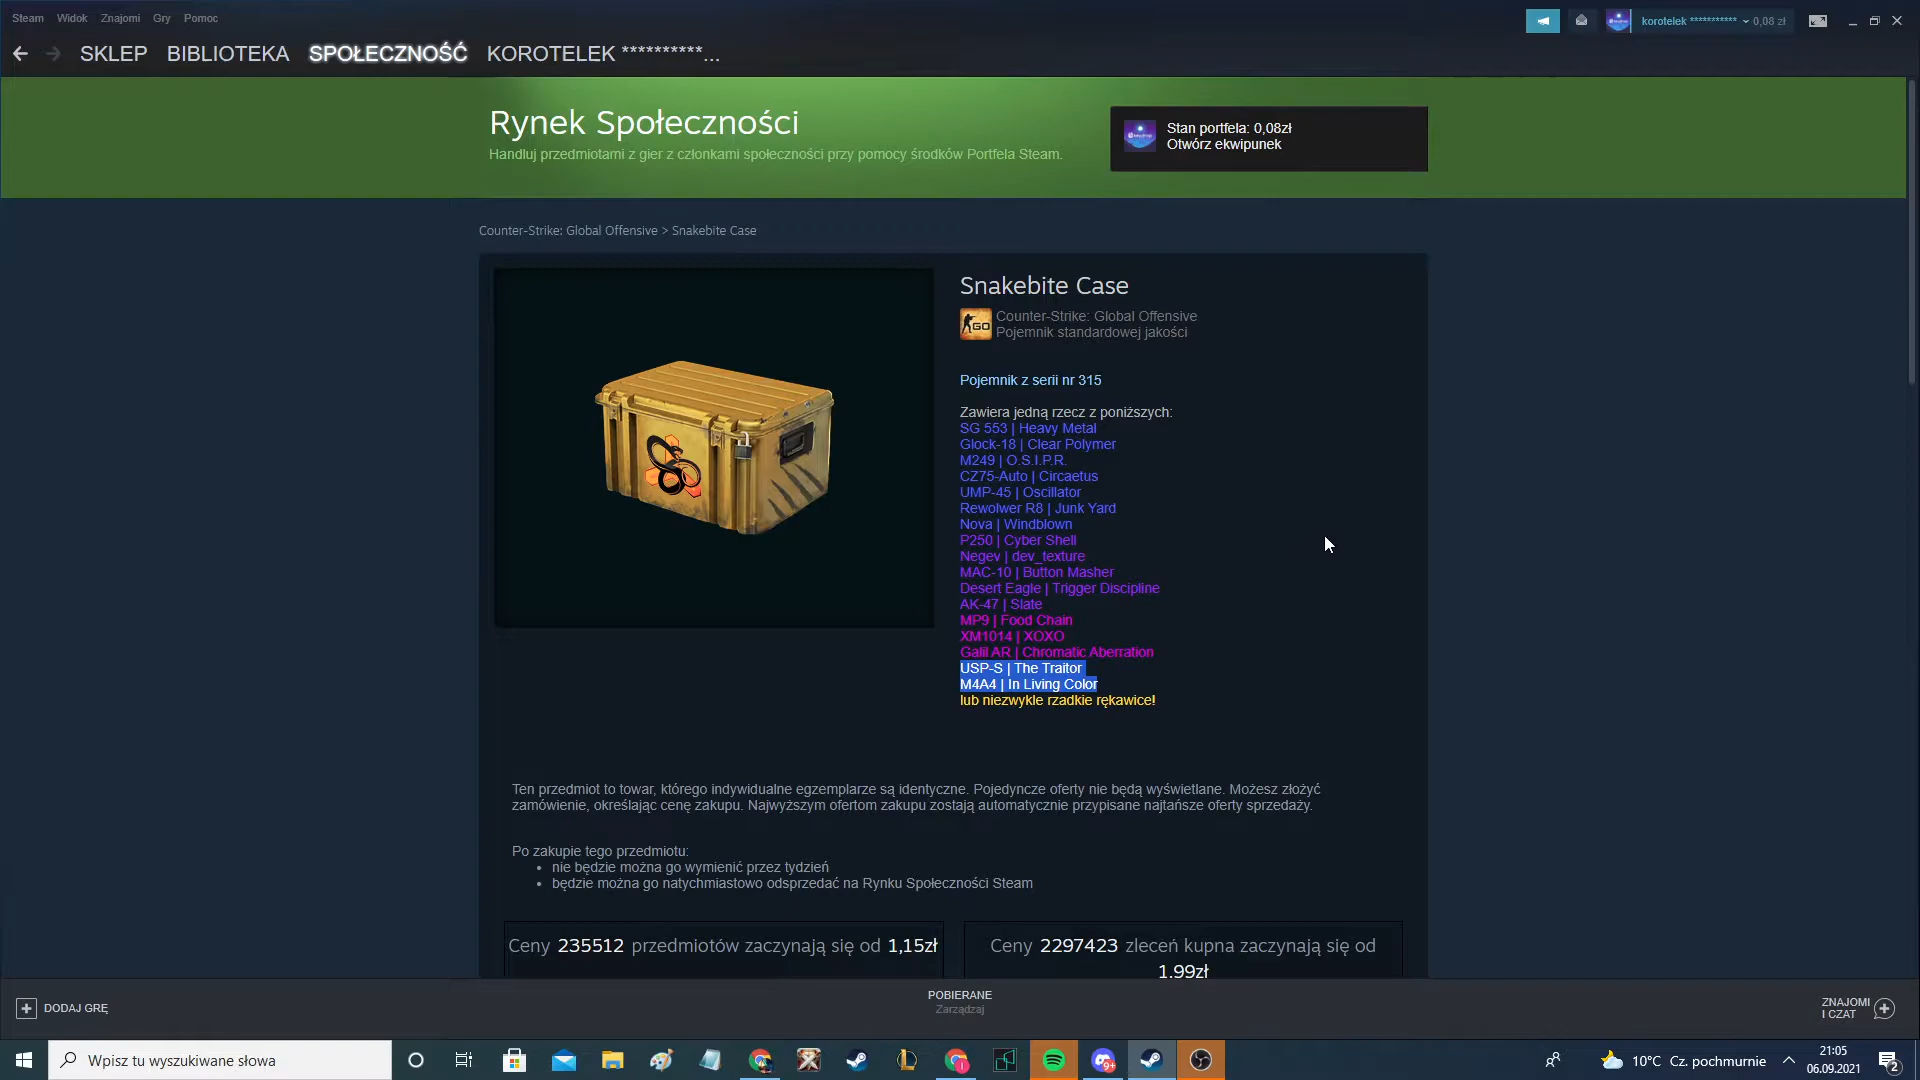 Steam Widok Znajomi Gry Pomoc
korotelek *********** 0,08 zł
SKLEP BIBLIOTEKA SPOŁECZNOŚĆ KOROTELEK **********...
Rynek Społeczności
Handluj przedmiotami z gier z członkami społeczności przy pomocy środków Portfela Steam.
Stan portfela: 0,08zł
Otwórz ekwipunek
Counter-Strike: Global Offensive > Snakebite Case
Snakebite Case
GO
Counter-Strike: Global Offensive
Pojemnik standardowej jakości
Pojemnik z serii nr 315
Zawiera jedną rzecz z poniższych:
SG 553 | Heavy Metal
Glock-18 | Clear Polymer
M249 | O.S.I.P.R.
CZ75-Auto | Circaetus
UMP-45 | Oscillator
Rewolwer R8 | Junk Yard
Nova | Windblown
P250 | Cyber Shell
Negev | dev_texture
MAC-10 | Button Masher
Desert Eagle | Trigger Discipline
AK-47 | Slate
MP9 | Food Chain
XM1014 | XOXO
Galil AR | Chromatic Aberration
USP-S | The Traitor
M4A4 | In Living Color
lub niezwykle rzadkie rękawice!
Ten przedmiot to towar, którego indywidualne egzemplarze są identyczne. Pojedyncze oferty nie będą wyświetlane. Możesz złożyć
zamówienie, określając cenę zakupu. Najwyższym ofertom zakupu zostają automatycznie przypisane najtańsze oferty sprzedaży.
Po zakupie tego przedmiotu:
• nie będzie można go wymienić przez tydzień
• będzie można go natychmiastowo odsprzedać na Rynku Społeczności Steam
Ceny 235512 przedmiotów zaczynają się od 1,15zł
Ceny 2297423 zleceń kupna zaczynają się od
1,99zł
DODAJ GRĘ
POBIERANE
Zarządzaj
ZNAJOMI
I CZAT
Wpisz tu wyszukiwane słowa
9+
10°C Cz. pochmurnie
21:05
06.09.2021
2